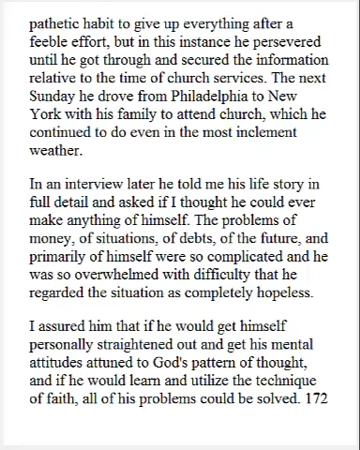 pathetic habit to give up everything after a
feeble effort, but in this instance he persevered
until he got through and secured the information
relative to the time of church services. The next
Sunday he drove from Philadelphia to New
York with his family to attend church, which he
continued to do even in the most inclement
weather.
In an interview later he told me his life story in
full detail and asked if I thought he could ever
make anything of himself. The problems of
money, of situations, of debts, of the future, and
primarily of himself were so complicated and he
was so overwhelmed with difficulty that he
regarded the situation as completely hopeless.
I assured him that if he would get himself
personally straightened out and get his mental
attitudes attuned to God's pattern of thought,
and if he would learn and utilize the technique
of faith, all of his problems could be solved. 172